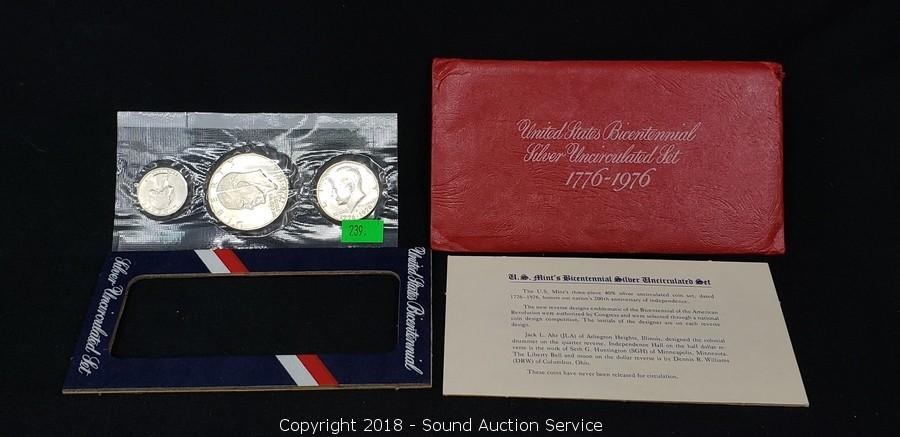 United States Bicentennial
Silver Uncirculated Set
1776-1976
239.
1776-1976
United States Bicentennial
Silver Uncirculated Set
U.S. Mint's Bicentennial Silver Uncirculated Set
The U.S. Mint's three-piece 40% silver uncirculated coin set, dated
1776-1976, honors our nation's 200th anniversary of independence.
The new reverse designs emblematic of the Bicentennial of the American
Revolution were authorized by Congress and were selected through a national
coin design competition. The initials of the designer are on each reverse
design.
Jack L. Ahr (JLA) of Arlington Heights, Illinois, designed the colonial
drummer on the quarter reverse. Independence Hall on the half dollar re-
verse is the work of Seth G. Huntington (SGH) of Minneapolis, Minnesota.
The Liberty Bell and moon on the dollar reverse is by Dennis R. Williams
(DRW) of Columbus, Ohio.
These coins have never been released for circulation.
Copyright 2018 - Sound Auction Service